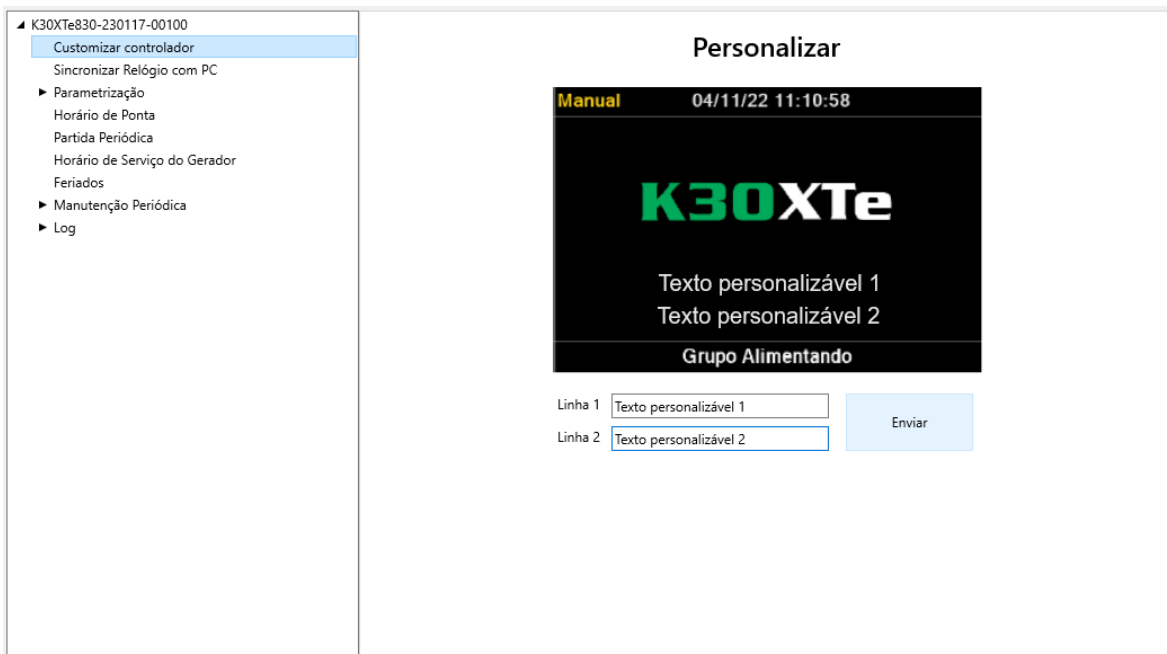 K30XTe830-230117-00100
Customizar controlador
Sincronizar Relógio com PC
Parametrização
Horário de Ponta
Partida Periódica
Horário de Serviço do Gerador
Feriados
Manutenção Periódica
Log
Personalizar
Manual 04/11/22 11:10:58
K30XTe
Texto personalizável 1
Texto personalizável 2
Grupo Alimentando
Linha 1 Texto personalizável 1
Linha 2 Texto personalizável 2
Enviar